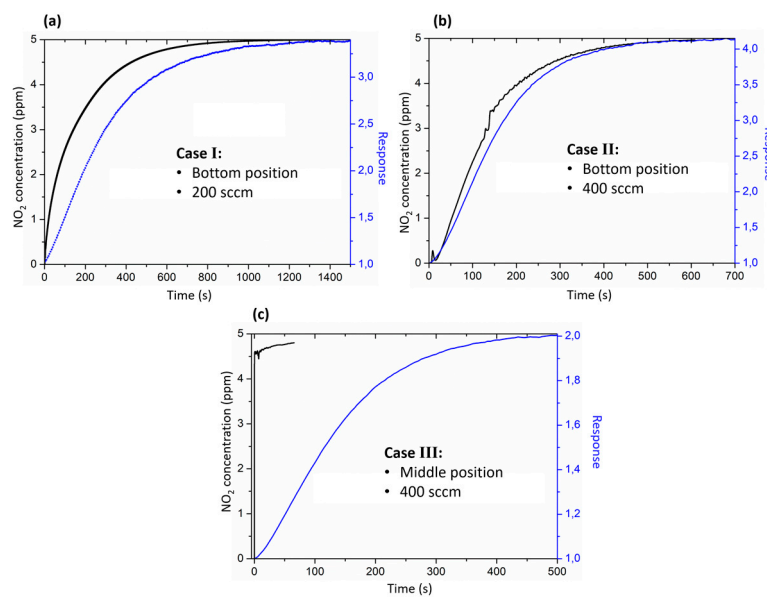 (a)
5
4
3
2
1
0
NO2 concentration (ppm)
3,0
2,5
2,0
1,5
1,0
Response
Case I:
• Bottom position
• 200 sccm
0 200 400 600 800 1000 1200 1400
Time (s)
(b)
5
4
3
2
1
0
NO2 concentration (ppm)
4,0
3,5
3,0
2,5
2,0
1,5
1,0
Response
Case II:
• Bottom position
• 400 sccm
0 100 200 300 400 500 600 700
Time (s)
(c)
5
4
3
2
1
0
NO2 concentration (ppm)
2,0
1,8
1,6
1,4
1,2
1,0
Response
Case III:
• Middle position
• 400 sccm
0 100 200 300 400 500
Time (s)